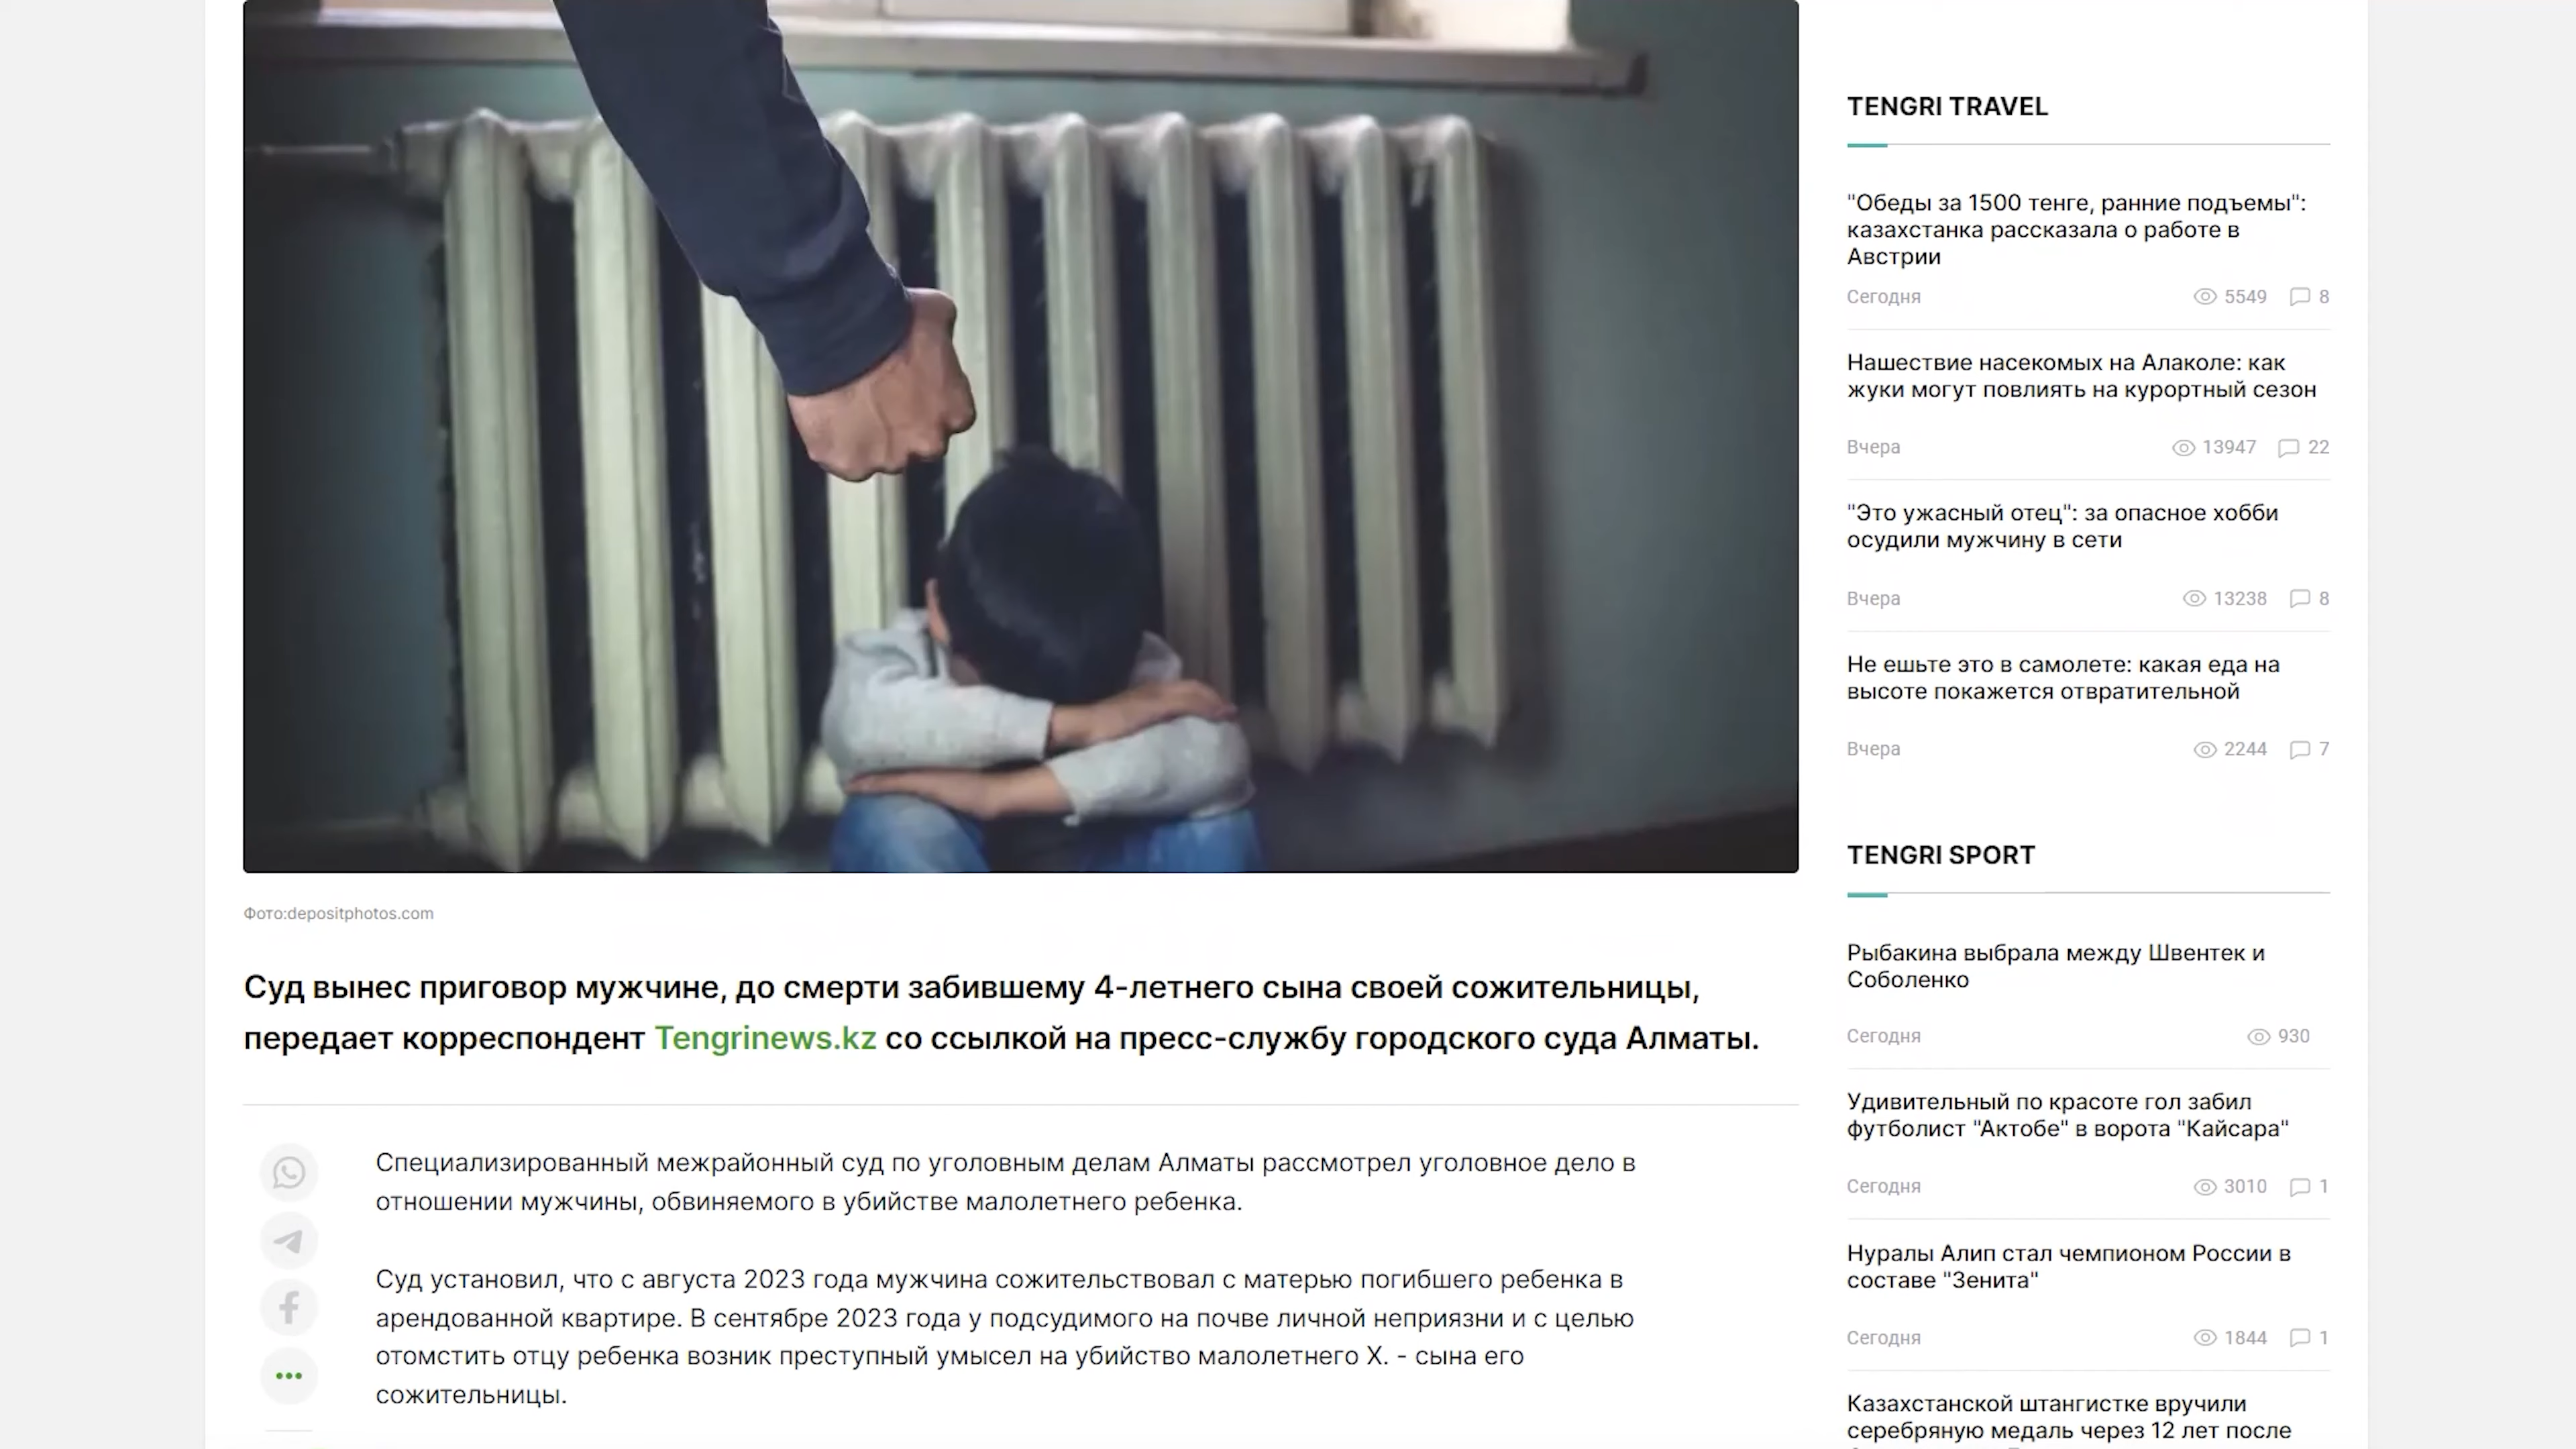 Фото:depositphotos.com
Суд вынес приговор мужчине, до смерти забившему 4-летнего сына своей сожительницы,
передает корреспондент Tengrinews.kz со ссылкой на пресс-службу городского суда Алматы.
Специализированный межрайонный суд по уголовным делам Алматы рассмотрел уголовное дело в
отношении мужчины, обвиняемого в убийстве малолетнего ребенка.
Суд установил, что с августа 2023 года мужчина сожительствовал с матерью погибшего ребенка в
арендованной квартире. В сентябре 2023 года у подсудимого на почве личной неприязни и с целью
отомстить отцу ребенка возник преступный умысел на убийство малолетнего Х. - сына его
сожительницы.
TENGRI TRAVEL
"Обеды за 1500 тенге, ранние подъемы":
казахстанка рассказала о работе в
Австрии
Сегодня 5549 8
Нашествие насекомых на Алаколе: как
жуки могут повлиять на курортный сезон
Вчера 13947 22
"Это ужасный отец": за опасное хобби
осудили мужчину в сети
Вчера 13238 8
Не ешьте это в самолете: какая еда на
высоте покажется отвратительной
Вчера 2244 7
TENGRI SPORT
Рыбакина выбрала между Швентек и
Соболенко
Сегодня 930
Удивительный по красоте гол забил
футболист "Актобе" в ворота "Кайсара"
Сегодня 3010 1
Нуралы Алип стал чемпионом России в
составе "Зенита"
Сегодня 1844 1
Казахстанской штангистке вручили
серебряную медаль через 12 лет после